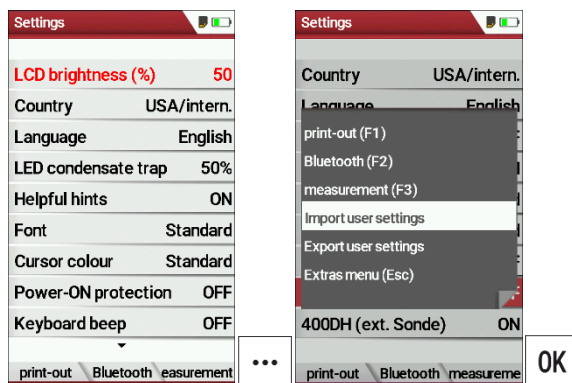 Settings
LCD brightness (%) 50
Country USA/intern.
Language English
LED condensate trap 50%
Helpful hints ON
Font Standard
Cursor colour Standard
Power-ON protection OFF
Keyboard beep OFF
print-out Bluetooth easurement
...
Settings
Country USA/intern.
Language English
print-out (F1)
Bluetooth (F2)
measurement (F3)
Import user settings
Export user settings
Extras menu (Esc)
400DH (ext. Sonde) ON
print-out Bluetooth measureme
OK